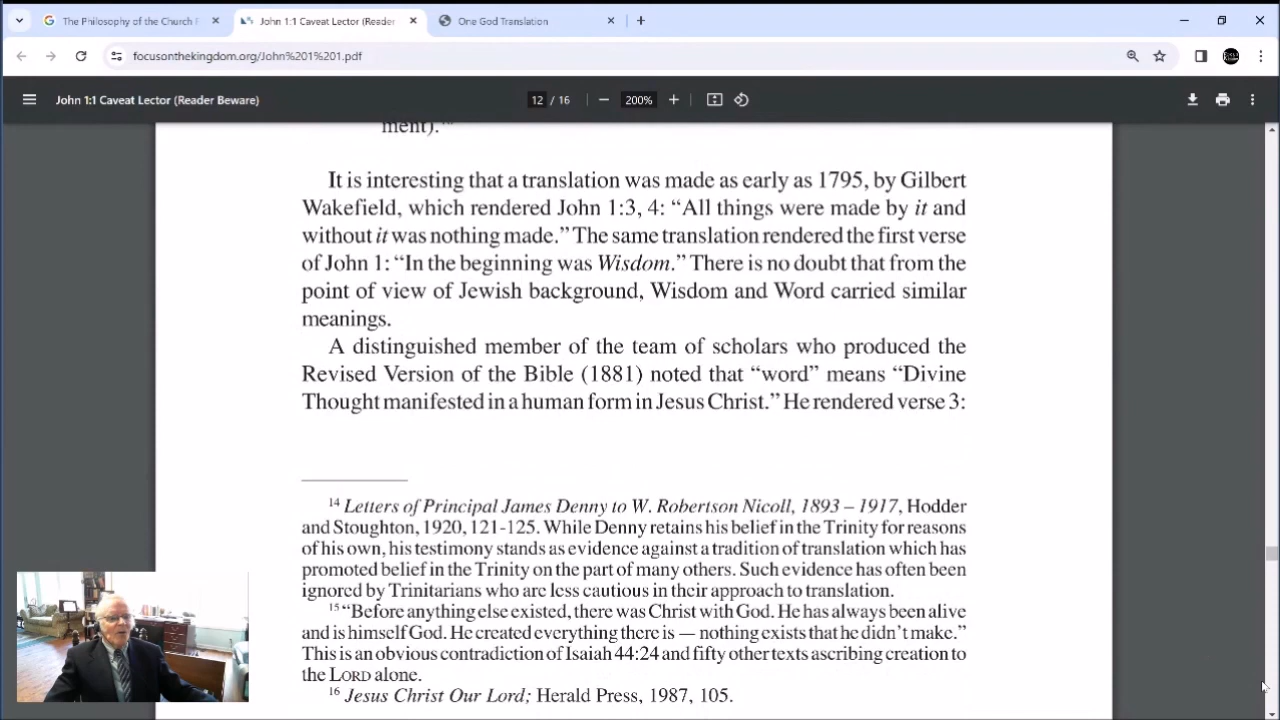 The Philosophy of the Church F
John 1:1 Caveat Lector (Reader
One God Translation
focusonthekingdom.org/John%201%201.pdf
John 1:1 Caveat Lector (Reader Beware)
12 / 16
200%
ment).’”
It is interesting that a translation was made as early as 1795, by Gilbert
Wakefield, which rendered John 1:3, 4: “All things were made by it and
without it was nothing made.” The same translation rendered the first verse
of John 1: “In the beginning was Wisdom.” There is no doubt that from the
point of view of Jewish background, Wisdom and Word carried similar
meanings.
A distinguished member of the team of scholars who produced the
Revised Version of the Bible (1881) noted that “word” means “Divine
Thought manifested in a human form in Jesus Christ.” He rendered verse 3:
14 Letters of Principal James Denny to W. Robertson Nicoll, 1893 – 1917, Hodder
and Stoughton, 1920, 121-125. While Denny retains his belief in the Trinity for reasons
of his own, his testimony stands as evidence against a tradition of translation which has
promoted belief in the Trinity on the part of many others. Such evidence has often been
ignored by Trinitarians who are less cautious in their approach to translation.
15 “Before anything else existed, there was Christ with God. He has always been alive
and is himself God. He created everything there is — nothing exists that he didn’t make.”
This is an obvious contradiction of Isaiah 44:24 and fifty other texts ascribing creation to
the LORD alone.
16 Jesus Christ Our Lord; Herald Press, 1987, 105.